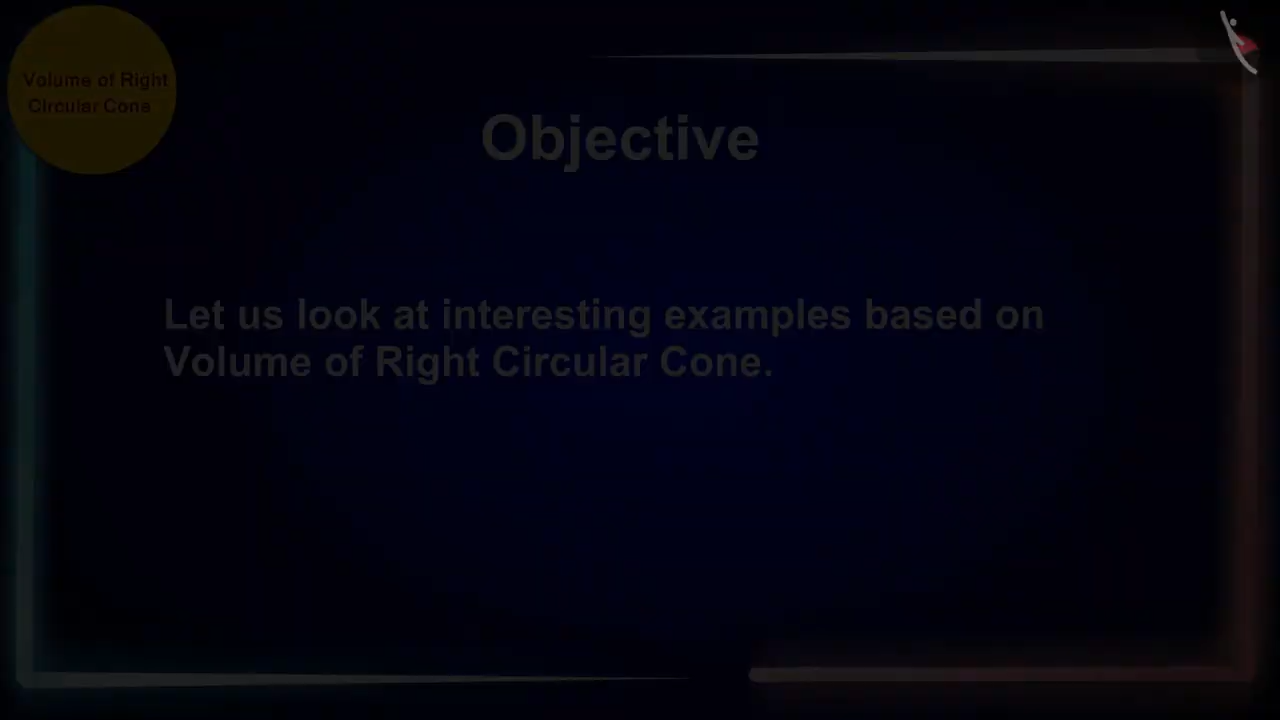 Volume of Right
Circular Cone
Objective
Let us look at interesting examples based on
Volume of Right Circular Cone.